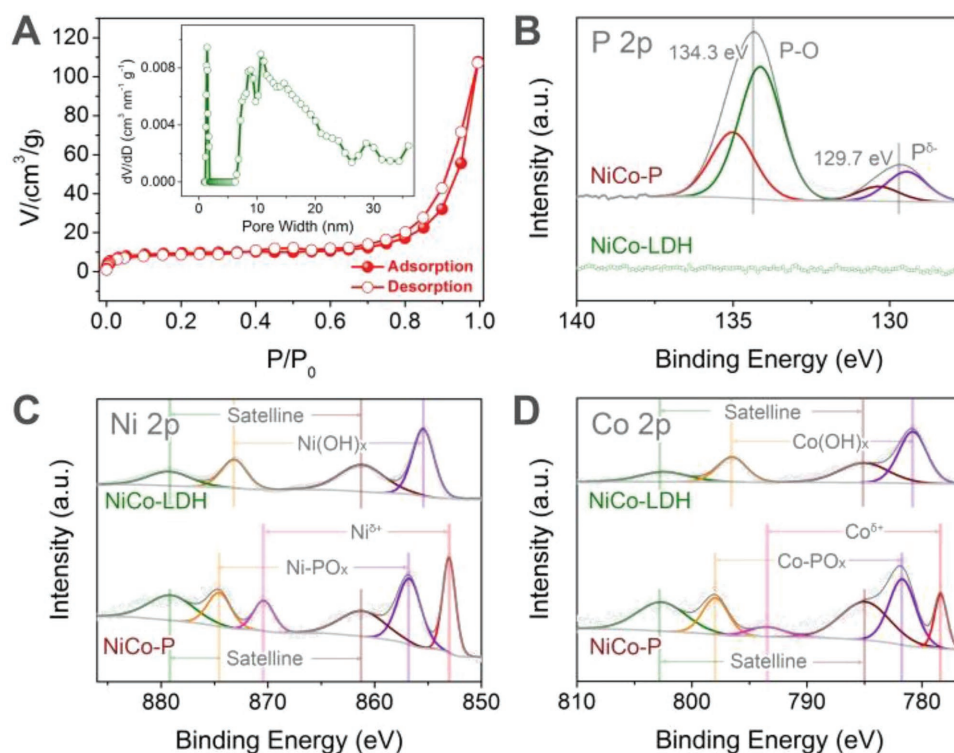 A
V/(cm³/g)
120
100
80
60
40
20
0
0.0 0.2 0.4 0.6 0.8 1.0
P/P₀
dV/dD (cm³ nm⁻¹ g⁻¹)
0.008
0.004
0.000
0 10 20 30
Pore Width (nm)
Adsorption
Desorption
B
P 2p
134.3 eV
P-O
129.7 eV
Pδ-
NiCo-P
NiCo-LDH
Intensity (a.u.)
140 135 130
Binding Energy (eV)
C
Ni 2p
Satelline
Ni(OH)ₓ
NiCo-LDH
Niδ+
Ni-POₓ
NiCo-P
Satelline
Intensity (a.u.)
880 870 860 850
Binding Energy (eV)
D
Co 2p
Satelline
Co(OH)ₓ
NiCo-LDH
Coδ+
Co-POₓ
NiCo-P
Satelline
Intensity (a.u.)
810 800 790 780
Binding Energy (eV)